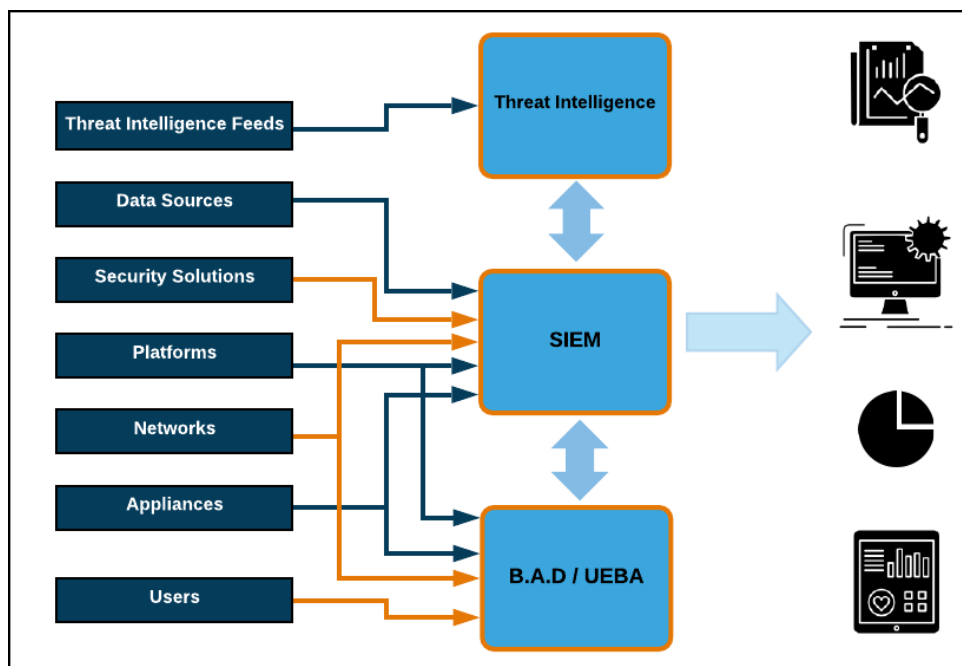 Threat Intelligence Feeds
Data Sources
Security Solutions
Platforms
Networks
Appliances
Users
Threat Intelligence
SIEM
B.A.D / UEBA